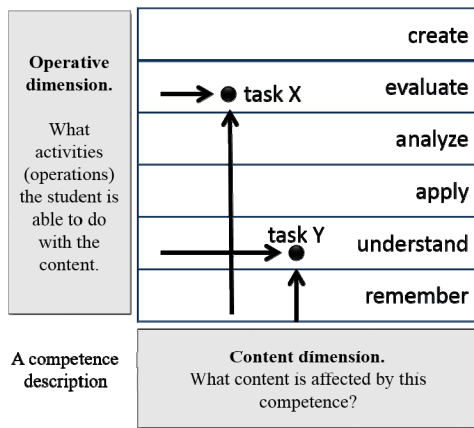 Operative
dimension.
What
activities
(operations)
the student is
able to do
with the
content.
create
evaluate
task X
analyze
apply
task Y
understand
remember
A competence
description
Content dimension.
What content is affected by this
competence?